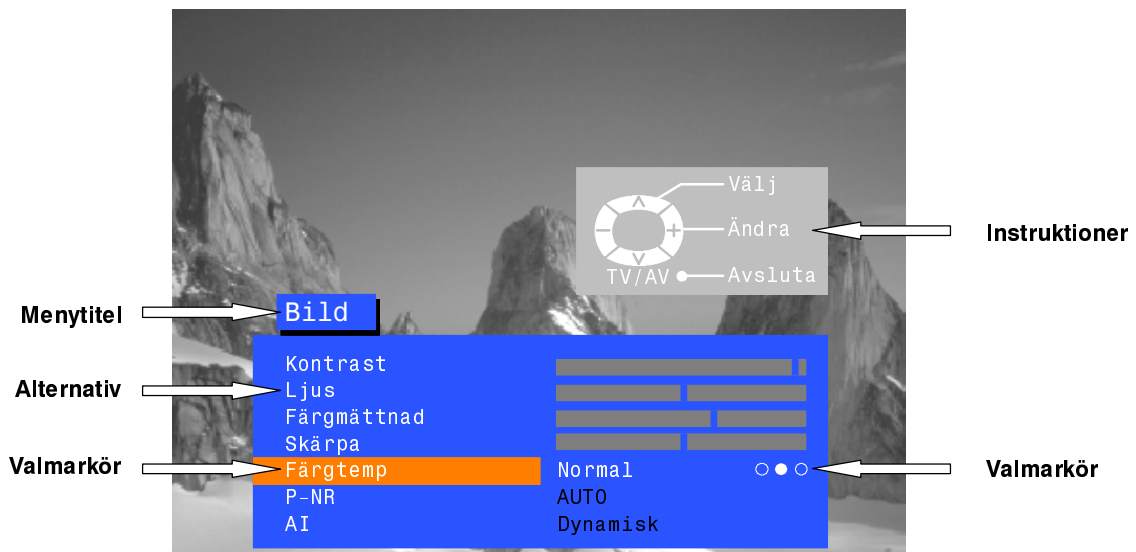 Välj
Ändra
TV/AV Avsluta
Instruktioner
Menytitel
Bild
Kontrast
Alternativ
Ljus
Färgmättnad
Skärpa
Valmarkör
Färgtemp Normal
Valmarkör
P-NR AUTO
AI Dynamisk